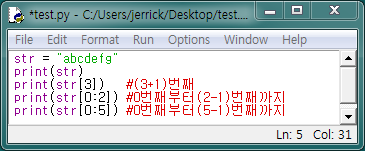 *test.py - C:/Users/jerrick/Desktop/test....
File Edit Format Run Options Window Help
str = "abcdefg"
print(str)
print(str[3]) #(3+1)번째
print(str[0:2]) #0번째부터(2-1)번째까지
print(str[0:5]) #0번째부터(5-1)번째까지
Ln: 5 Col: 31